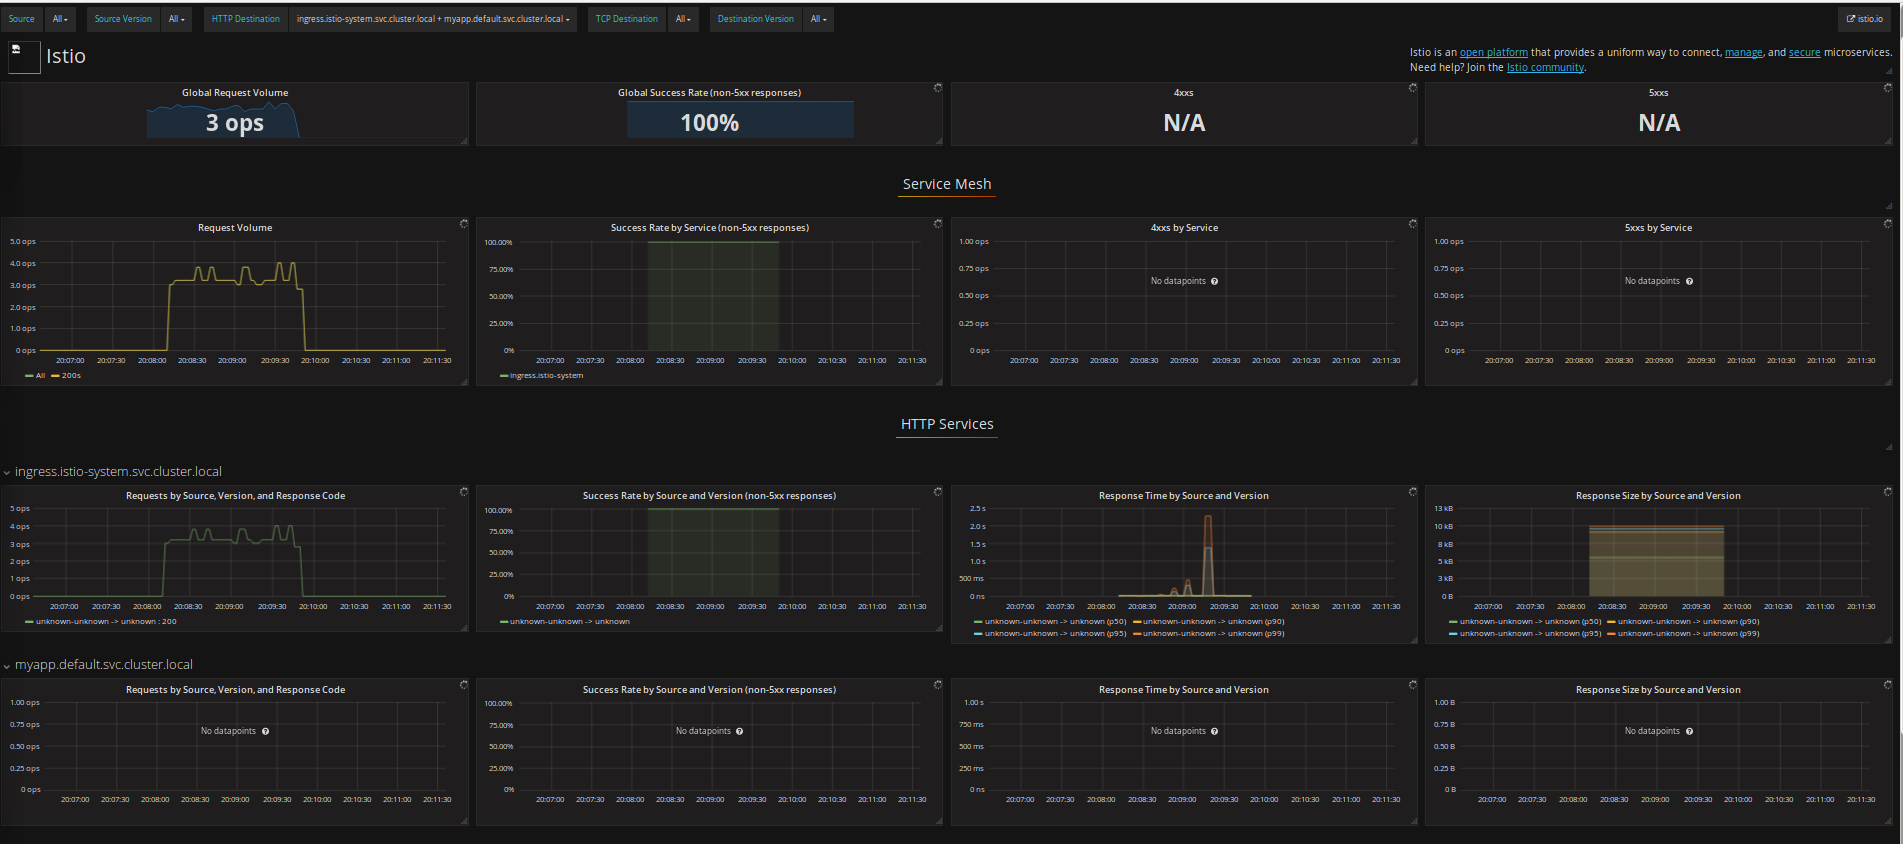 Source All Source Version All HTTP Destination ingress.istio-system.svc.cluster.local + myapp.default.svc.cluster.local TCP Destination All Destination Version All istio.io
Istio
Istio is an open platform that provides a uniform way to connect, manage, and secure microservices.
Need help? Join the Istio community.
Global Request Volume
3 ops
Global Success Rate (non-5xx responses)
100%
4xxs
N/A
5xxs
N/A
Service Mesh
Request Volume
5.0 ops
4.0 ops
3.0 ops
2.0 ops
1.0 ops
0 ops
20:07:00 20:07:30 20:08:00 20:08:30 20:09:00 20:09:30 20:10:00 20:10:30 20:11:00 20:11:30
All 200s
Success Rate by Service (non-5xx responses)
100.00%
75.00%
50.00%
25.00%
0%
20:07:00 20:07:30 20:08:00 20:08:30 20:09:00 20:09:30 20:10:00 20:10:30 20:11:00 20:11:30
ingress.istio-system
4xxs by Service
1.00 ops
0.75 ops
No datapoints
0.50 ops
0.25 ops
0 ops
20:07:00 20:07:30 20:08:00 20:08:30 20:09:00 20:09:30 20:10:00 20:10:30 20:11:00 20:11:30
5xxs by Service
1.00 ops
0.75 ops
No datapoints
0.50 ops
0.25 ops
0 ops
20:07:00 20:07:30 20:08:00 20:08:30 20:09:00 20:09:30 20:10:00 20:10:30 20:11:00 20:11:30
HTTP Services
ingress.istio-system.svc.cluster.local
Requests by Source, Version, and Response Code
5 ops
4 ops
3 ops
2 ops
1 ops
0 ops
20:07:00 20:07:30 20:08:00 20:08:30 20:09:00 20:09:30 20:10:00 20:10:30 20:11:00 20:11:30
unknown-unknown -> unknown : 200
Success Rate by Source and Version (non-5xx responses)
100.00%
75.00%
50.00%
25.00%
0%
20:07:00 20:07:30 20:08:00 20:08:30 20:09:00 20:09:30 20:10:00 20:10:30 20:11:00 20:11:30
unknown-unknown -> unknown
Response Time by Source and Version
2.5 s
2.0 s
1.5 s
1.0 s
500 ms
0 ns
20:07:00 20:07:30 20:08:00 20:08:30 20:09:00 20:09:30 20:10:00 20:10:30 20:11:00 20:11:30
unknown-unknown -> unknown (p50) unknown-unknown -> unknown (p90)
unknown-unknown -> unknown (p95) unknown-unknown -> unknown (p99)
Response Size by Source and Version
13 kB
10 kB
8 kB
5 kB
3 kB
0 B
20:07:00 20:07:30 20:08:00 20:08:30 20:09:00 20:09:30 20:10:00 20:10:30 20:11:00 20:11:30
unknown-unknown -> unknown (p50) unknown-unknown -> unknown (p90)
unknown-unknown -> unknown (p95) unknown-unknown -> unknown (p99)
myapp.default.svc.cluster.local
Requests by Source, Version, and Response Code
1.00 ops
0.75 ops
No datapoints
0.50 ops
0.25 ops
0 ops
20:07:00 20:07:30 20:08:00 20:08:30 20:09:00 20:09:30 20:10:00 20:10:30 20:11:00 20:11:30
Success Rate by Source and Version (non-5xx responses)
100.00%
75.00%
No datapoints
50.00%
25.00%
0%
20:07:00 20:07:30 20:08:00 20:08:30 20:09:00 20:09:30 20:10:00 20:10:30 20:11:00 20:11:30
Response Time by Source and Version
1.00 s
750 ms
No datapoints
500 ms
250 ms
0 ns
20:07:00 20:07:30 20:08:00 20:08:30 20:09:00 20:09:30 20:10:00 20:10:30 20:11:00 20:11:30
Response Size by Source and Version
1.00 B
0.75 B
No datapoints
0.50 B
0.25 B
0 B
20:07:00 20:07:30 20:08:00 20:08:30 20:09:00 20:09:30 20:10:00 20:10:30 20:11:00 20:11:30